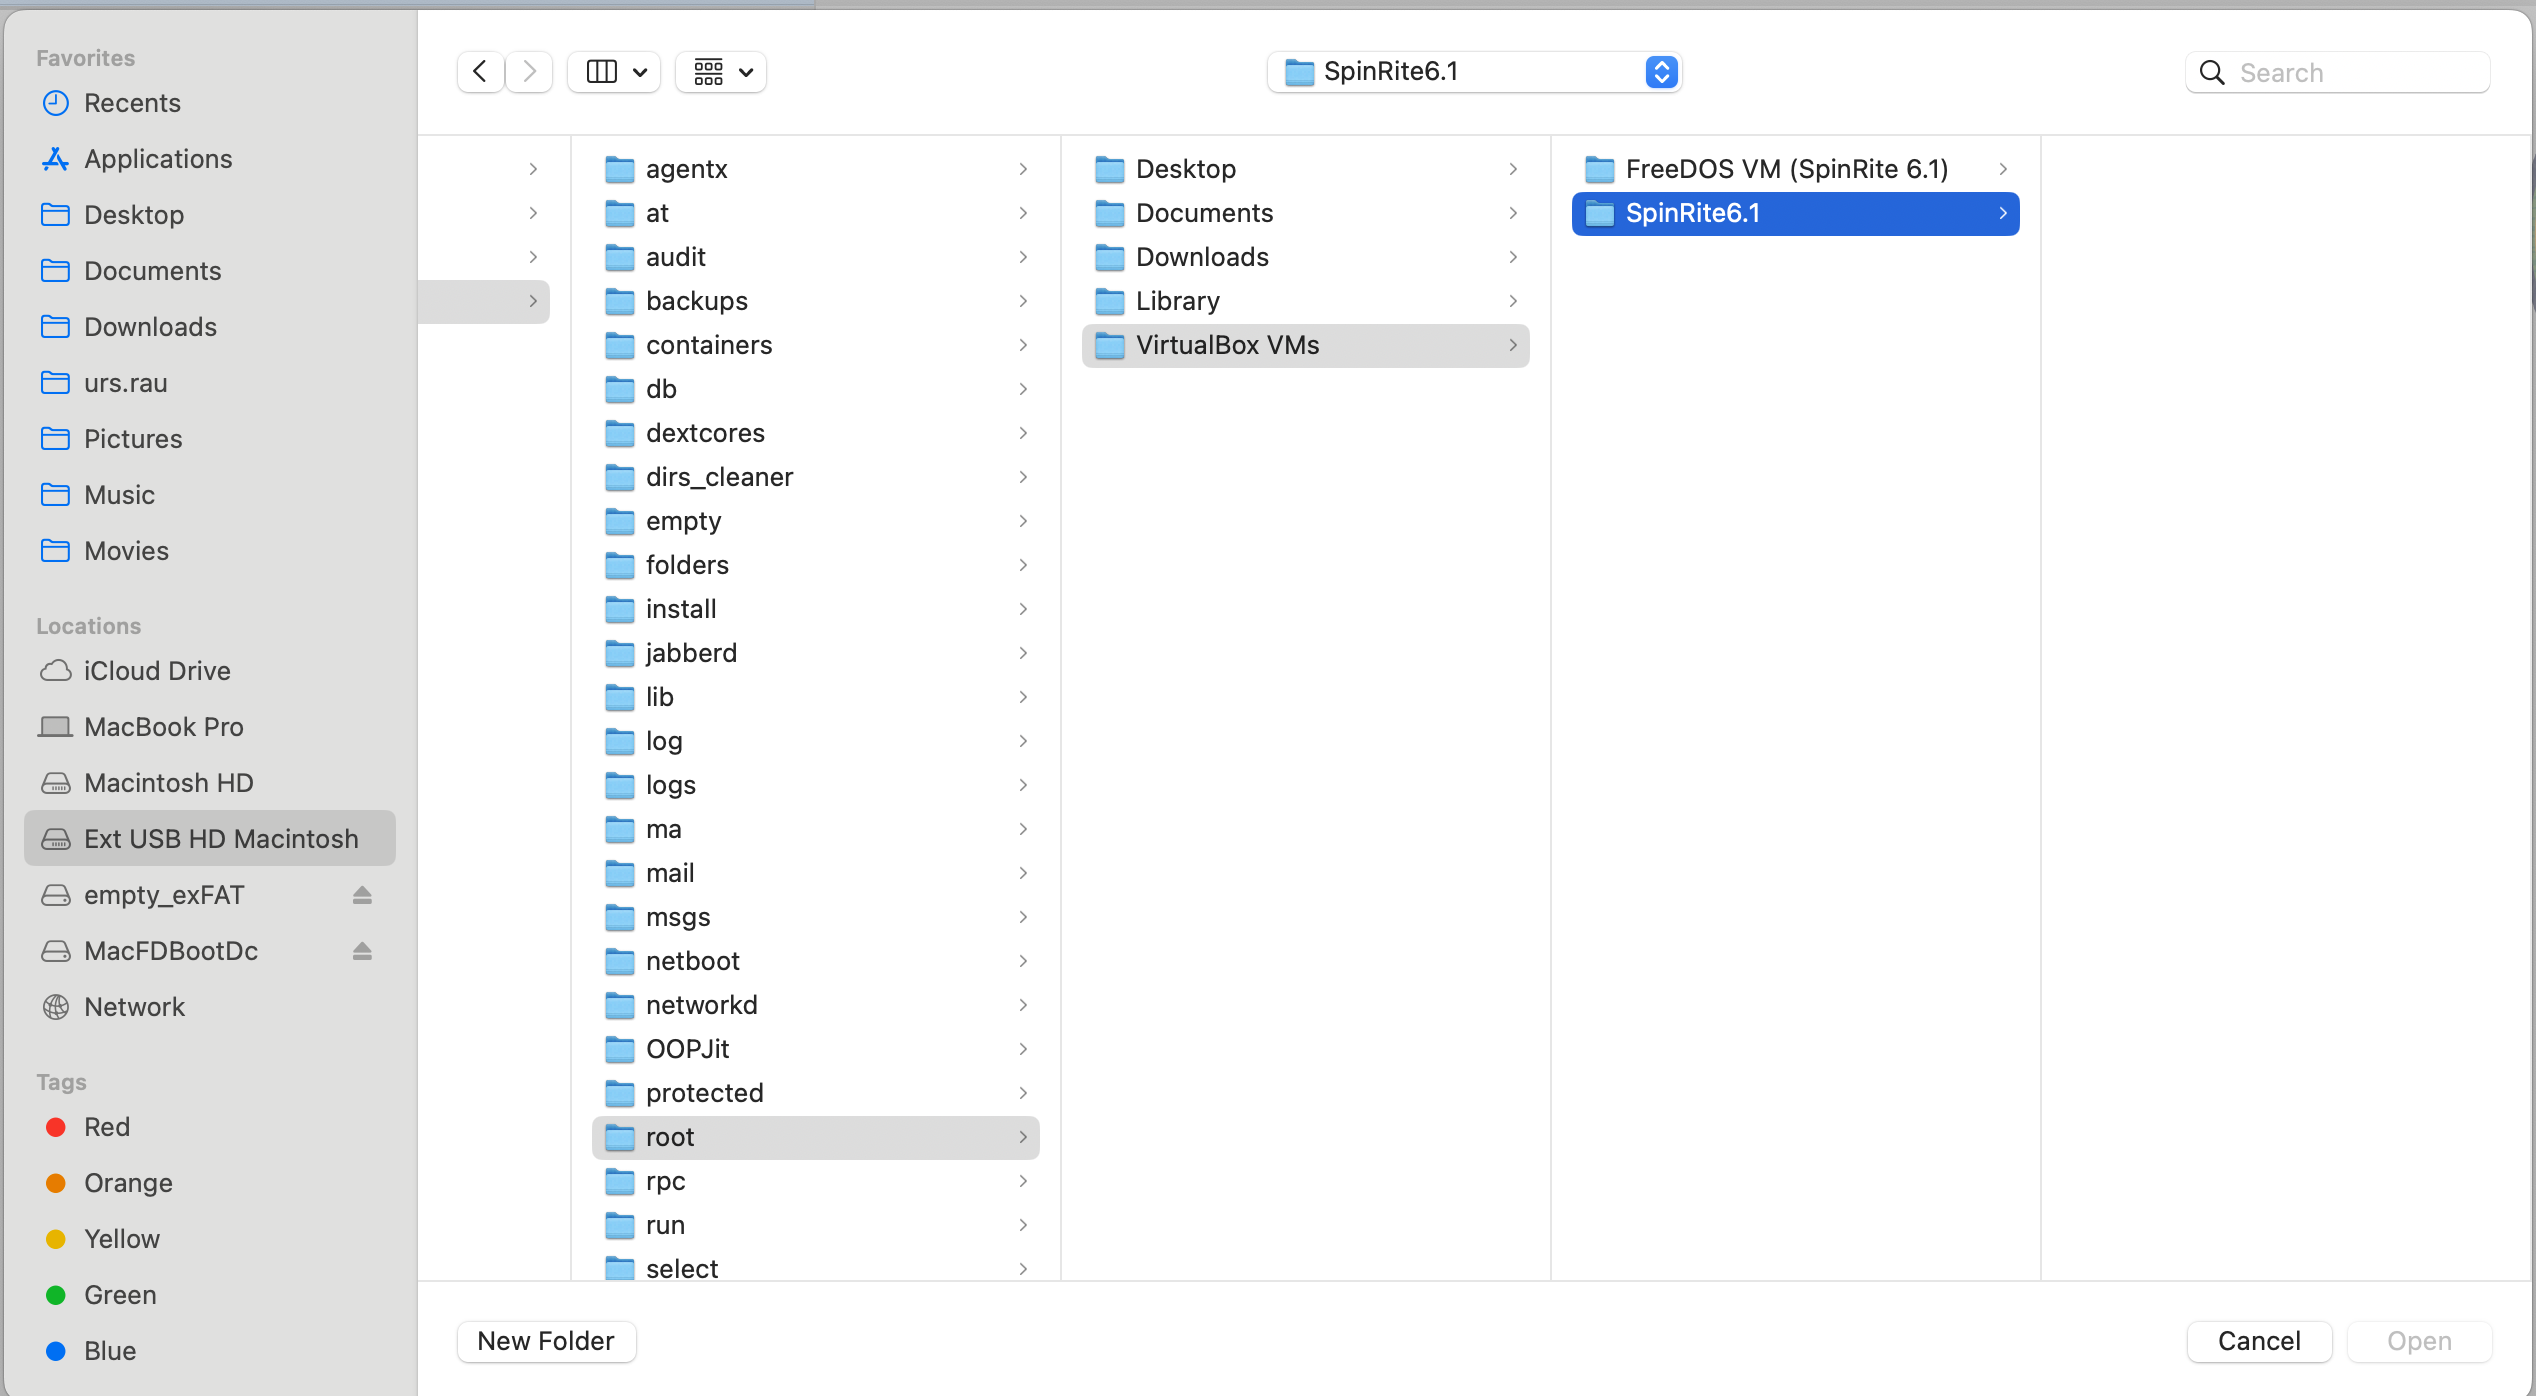 Favorites
Recents
Applications
Desktop
Documents
Downloads
urs.rau
Pictures
Music
Movies
Locations
iCloud Drive
MacBook Pro
Macintosh HD
Ext USB HD Macintosh
empty_exFAT
MacFDBootDc
Network
Tags
Red
Orange
Yellow
Green
Blue
SpinRite6.1
Search
agentx
at
audit
backups
containers
db
dextcores
dirs_cleaner
empty
folders
install
jabberd
lib
log
logs
ma
mail
msgs
netboot
networkd
OOPJit
protected
root
rpc
run
select
Desktop
Documents
Downloads
Library
VirtualBox VMs
FreeDOS VM (SpinRite 6.1)
SpinRite6.1
New Folder
Cancel
Open